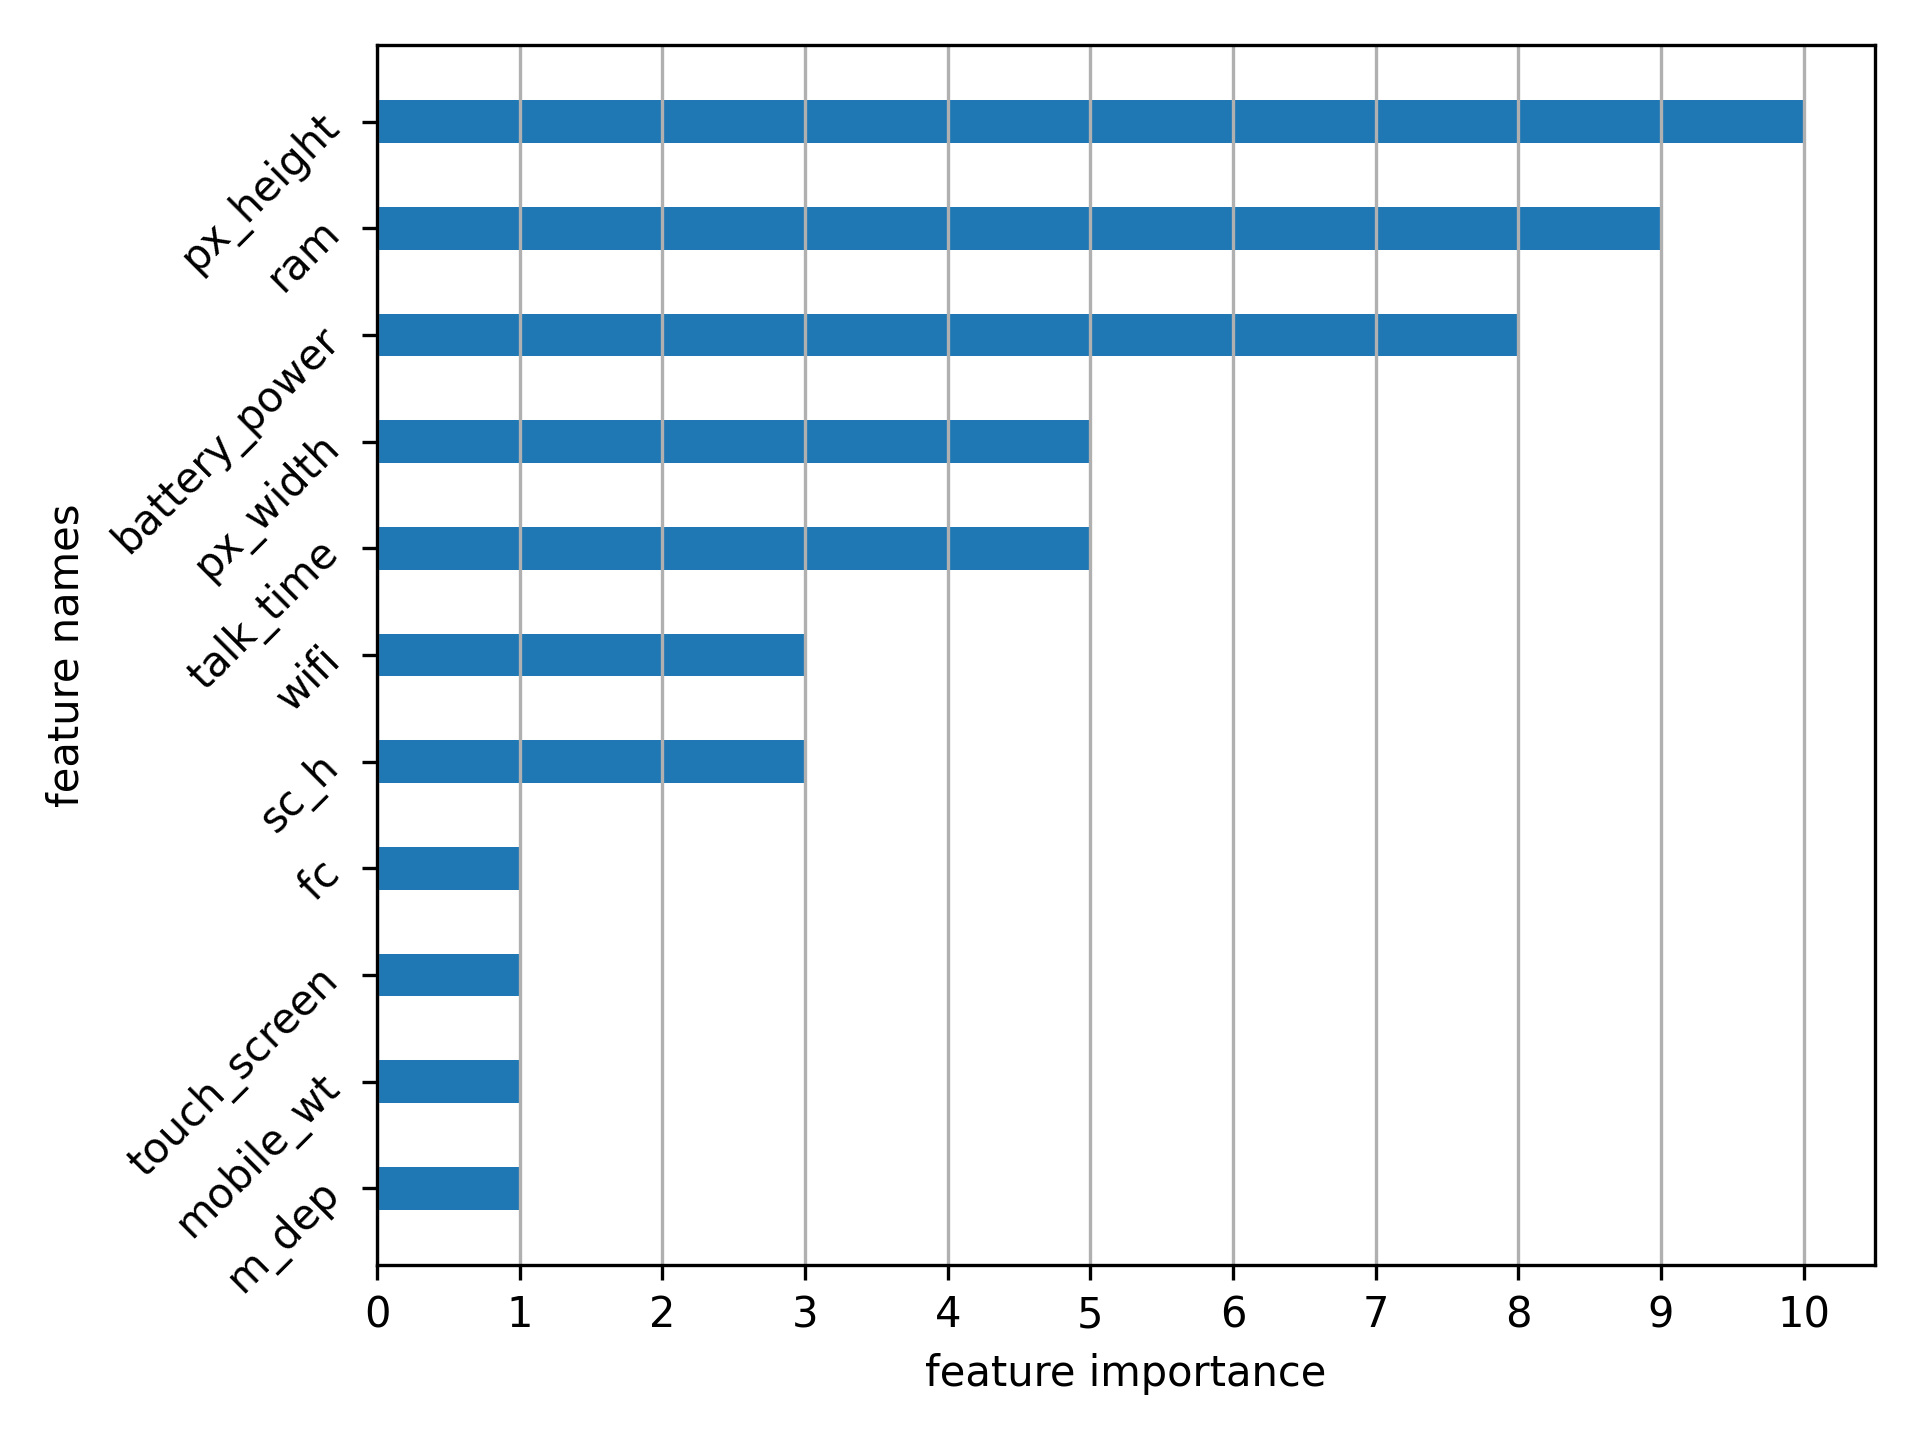 px_height
ram
battery_power
px_width
talk_time
wifi
sc_h
fc
touch_screen
mobile_wt
m_dep
feature names
0 1 2 3 4 5 6 7 8 9 10
feature importance